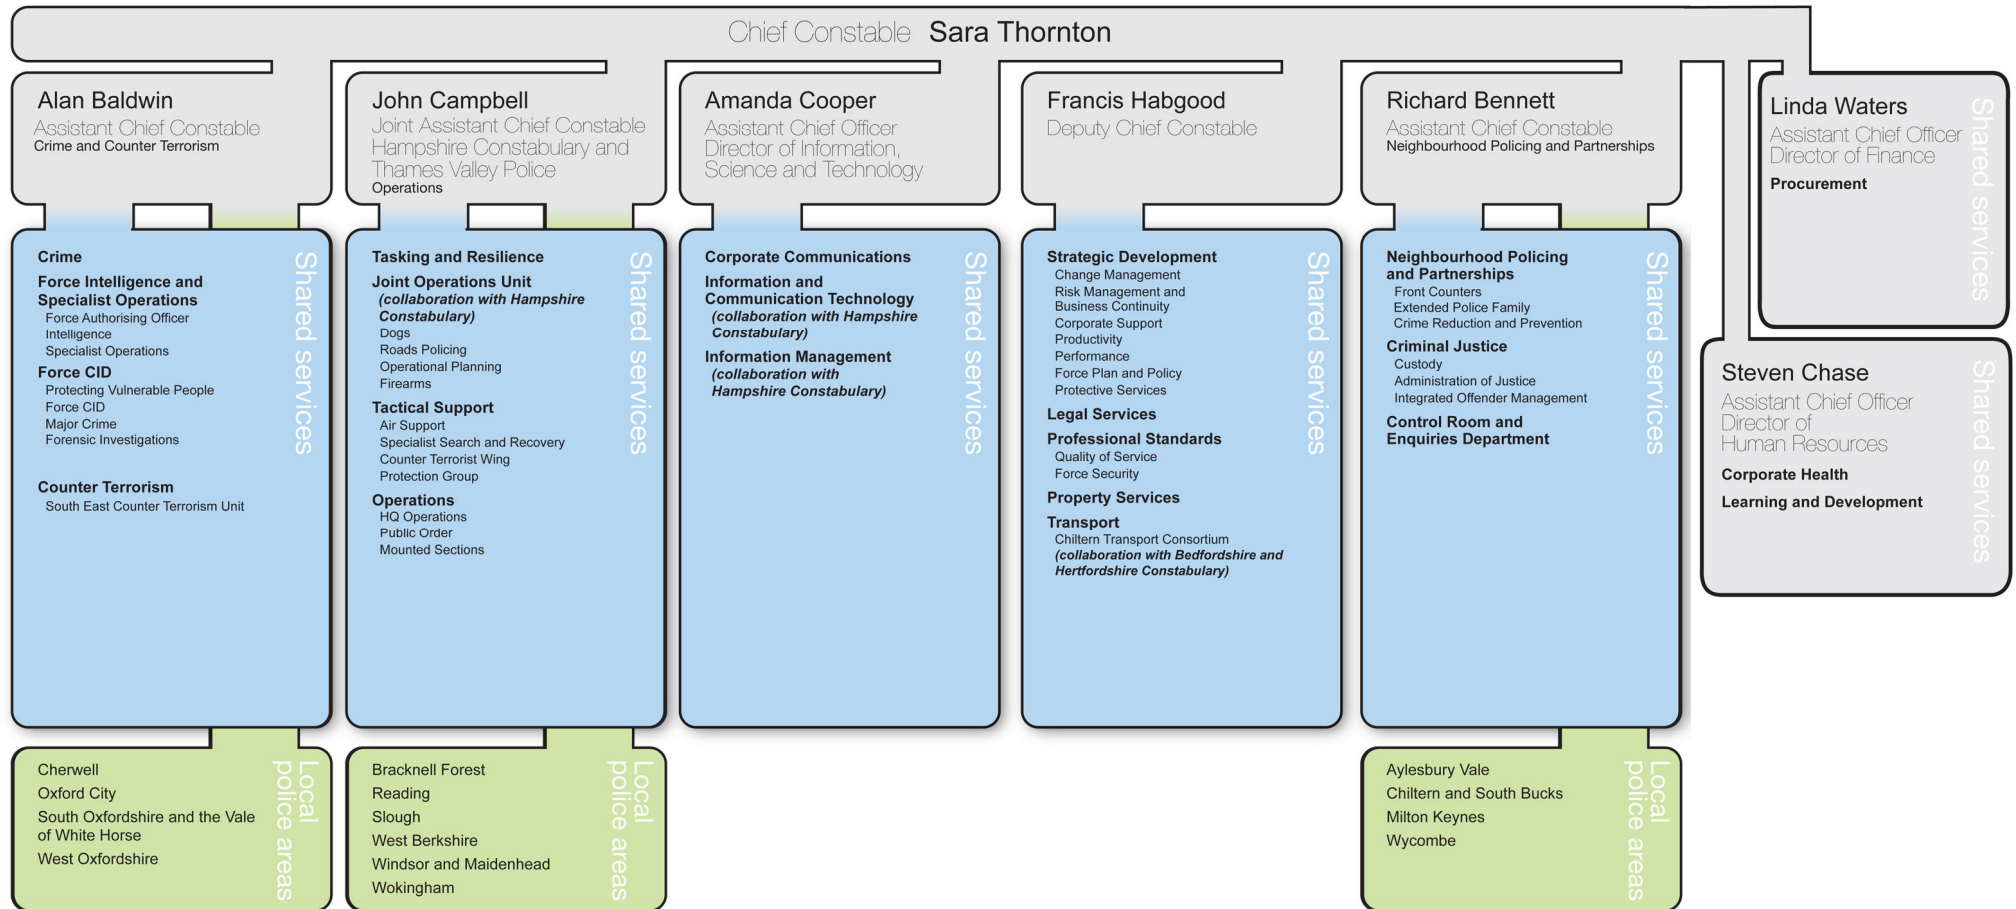 Chief Constable Sara Thornton
Alan Baldwin
Assistant Chief Constable
Crime and Counter Terrorism
Shared services
Crime
Force Intelligence and
Specialist Operations
Force Authorising Officer
Intelligence
Specialist Operations
Force CID
Protecting Vulnerable People
Force CID
Major Crime
Forensic Investigations
Counter Terrorism
South East Counter Terrorism Unit
Local
police areas
Cherwell
Oxford City
South Oxfordshire and the Vale
of White Horse
West Oxfordshire
John Campbell
Joint Assistant Chief Constable
Hampshire Constabulary and
Thames Valley Police
Operations
Shared services
Tasking and Resilience
Joint Operations Unit
(collaboration with Hampshire
Constabulary)
Dogs
Roads Policing
Operational Planning
Firearms
Tactical Support
Air Support
Specialist Search and Recovery
Counter Terrorist Wing
Protection Group
Operations
HQ Operations
Public Order
Mounted Sections
Local
police areas
Bracknell Forest
Reading
Slough
West Berkshire
Windsor and Maidenhead
Wokingham
Amanda Cooper
Assistant Chief Officer
Director of Information,
Science and Technology
Shared services
Corporate Communications
Information and
Communication Technology
(collaboration with Hampshire
Constabulary)
Information Management
(collaboration with
Hampshire Constabulary)
Francis Habgood
Deputy Chief Constable
Shared services
Strategic Development
Change Management
Risk Management and
Business Continuity
Corporate Support
Productivity
Performance
Force Plan and Policy
Protective Services
Legal Services
Professional Standards
Quality of Service
Force Security
Property Services
Transport
Chiltern Transport Consortium
(collaboration with Bedfordshire and
Hertfordshire Constabulary)
Richard Bennett
Assistant Chief Constable
Neighbourhood Policing and Partnerships
Shared services
Neighbourhood Policing
and Partnerships
Front Counters
Extended Police Family
Crime Reduction and Prevention
Criminal Justice
Custody
Administration of Justice
Integrated Offender Management
Control Room and
Enquiries Department
Local
police areas
Aylesbury Vale
Chiltern and South Bucks
Milton Keynes
Wycombe
Linda Waters
Assistant Chief Officer
Director of Finance
Procurement
Shared services
Steven Chase
Assistant Chief Officer
Director of
Human Resources
Corporate Health
Learning and Development
Shared services